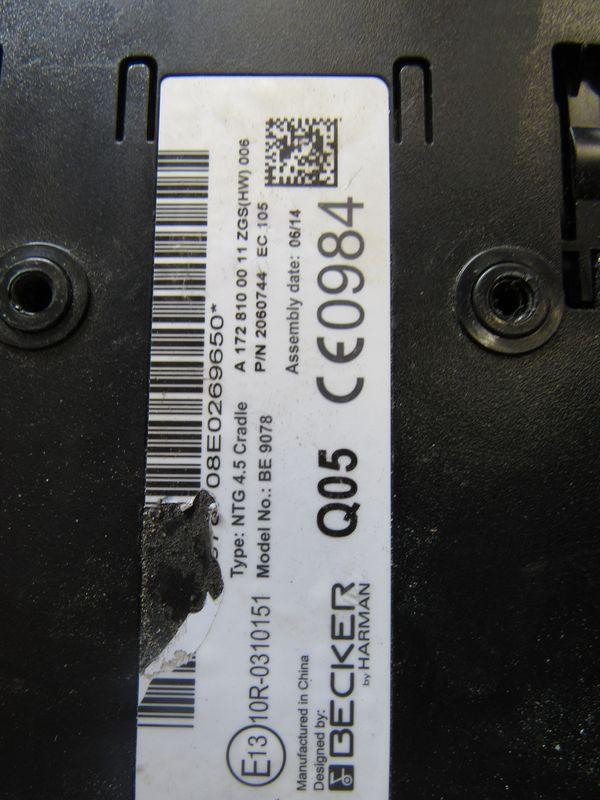 08E0269650*
Type: NTG 4.5 Cradle A 172 810 00 11 ZGS(HW) 006
Model No.: BE 9078 P/N 2060744 EC 105
Assembly date: 06/14
E13 10R-0310151 Q05 CE0984
Manufactured in China
Designed by:
BECKER
by HARMAN